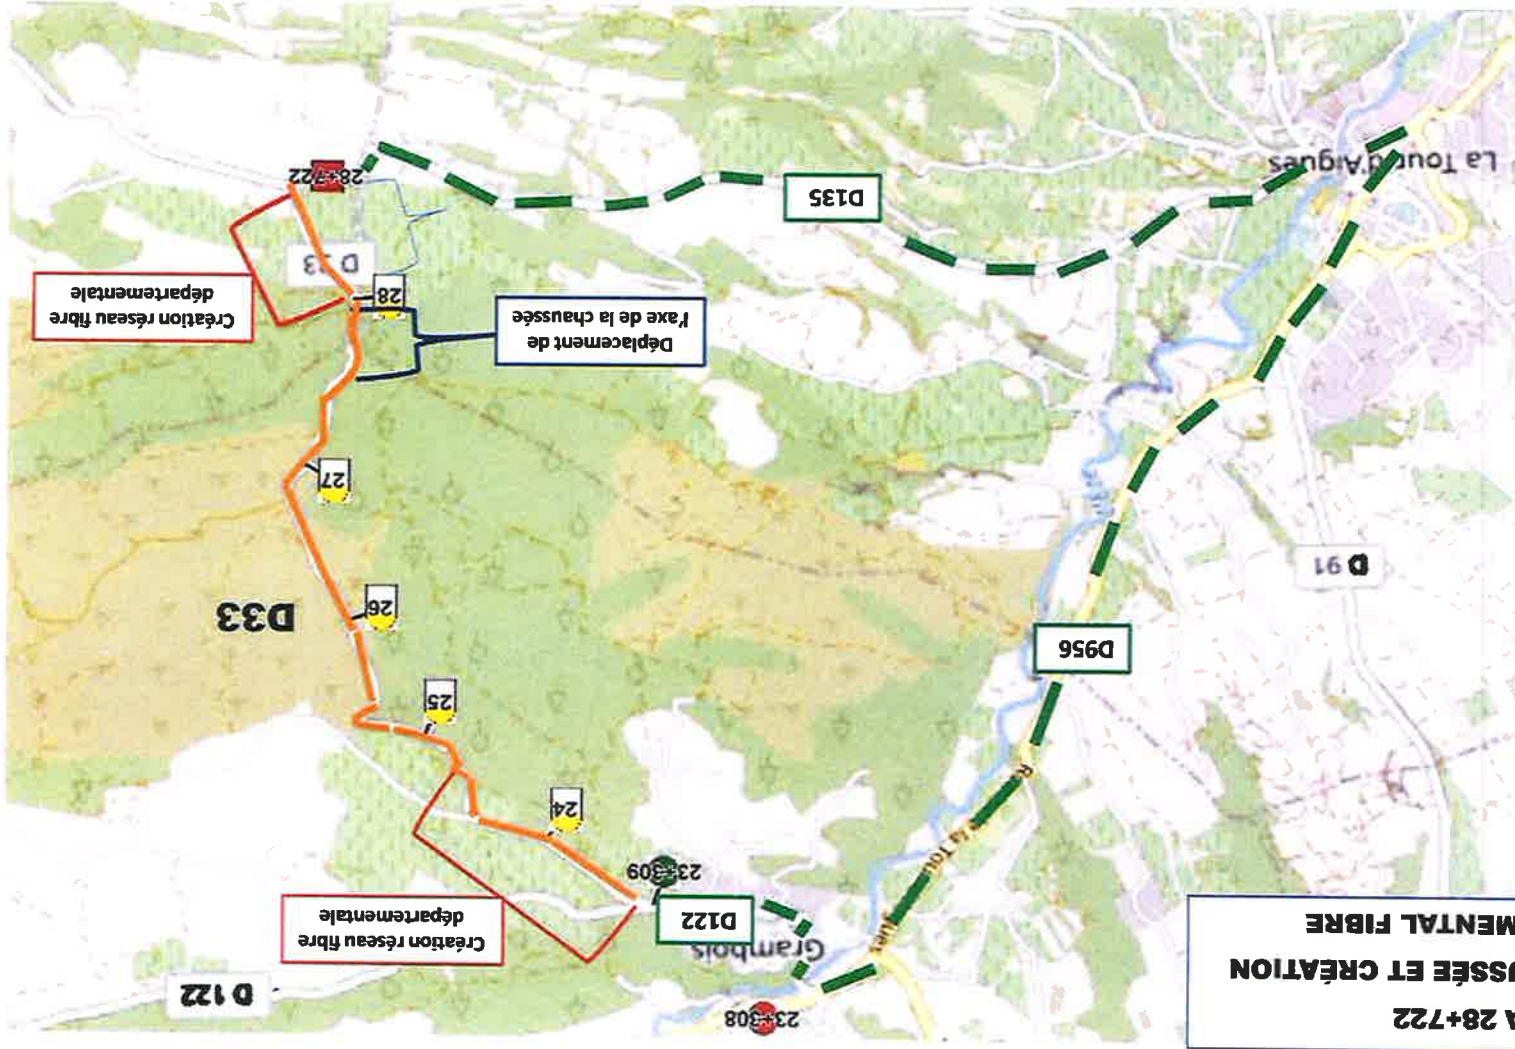 A 28+722
USSÉE ET CRÉATION
MENTAL FIBRE
23+308
D 122
Grambois
D122
Création réseau fibre
départementale
23+309
24
la Tou
25
D956
D33
26
D 91
27
Déplacement de
l'axe de la chaussée
Création réseau fibre
départementale
28
D 33
D135
28+722
La Tour d'Aigues